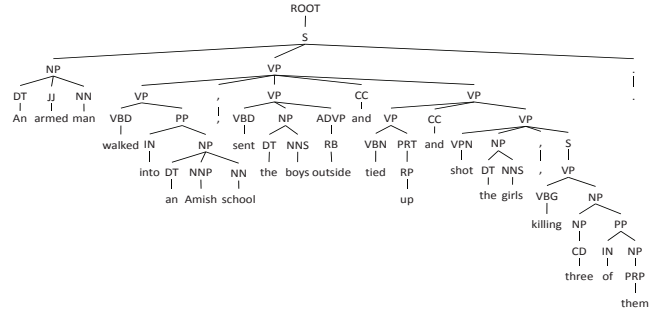 ROOT
S
NP VP .
DT JJ NN VP , VP CC VP .
An armed man VBD PP , VBD NP ADVP and VP CC VP
walked IN NP sent DT NNS RB VBN PRT and VPN NP , S
into DT NNP NN the boys outside tied RP shot DT NNS , VP
an Amish school up the girls VBG NP
killing NP PP
CD IN NP
three of PRP
them